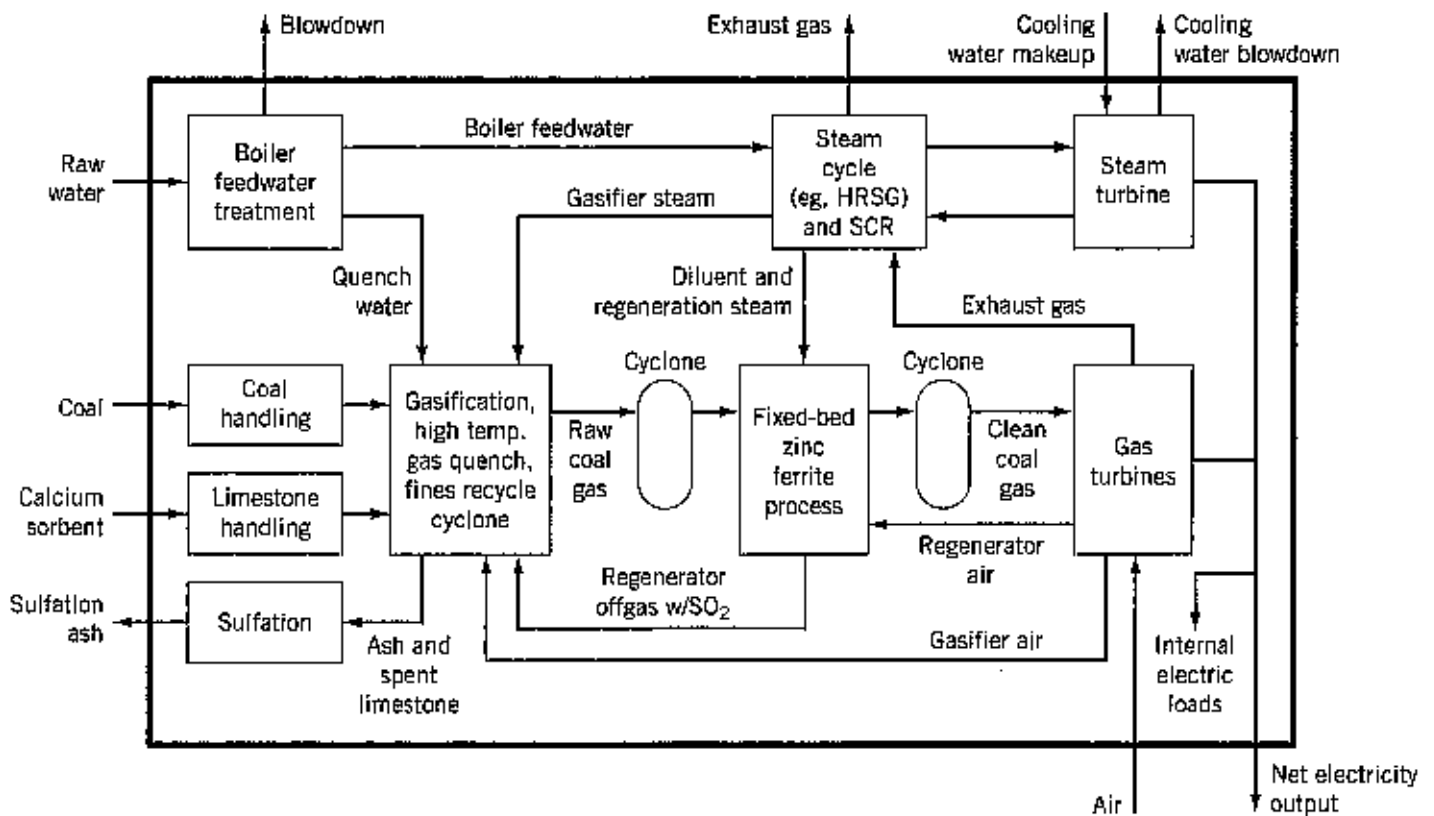 Blowdown
Exhaust gas
Cooling
water makeup
Cooling
water blowdown
Raw
water
Boiler
feedwater
treatment
Boiler feedwater
Gasifier steam
Steam
cycle
(eg, HRSG)
and SCR
Steam
turbine
Quench
water
Diluent and
regeneration steam
Exhaust gas
Coal
Coal
handling
Gasification,
high temp.
gas quench,
fines recycle
cyclone
Cyclone
Raw
coal
gas
Fixed-bed
zinc
ferrite
process
Cyclone
Clean
coal
gas
Gas
turbines
Calcium
sorbent
Limestone
handling
Regenerator
air
Sulfation
ash
Sulfation
Ash and
spent
limestone
Regenerator
offgas w/SO₂
Gasifier air
Internal
electric
loads
Air
Net electricity
output